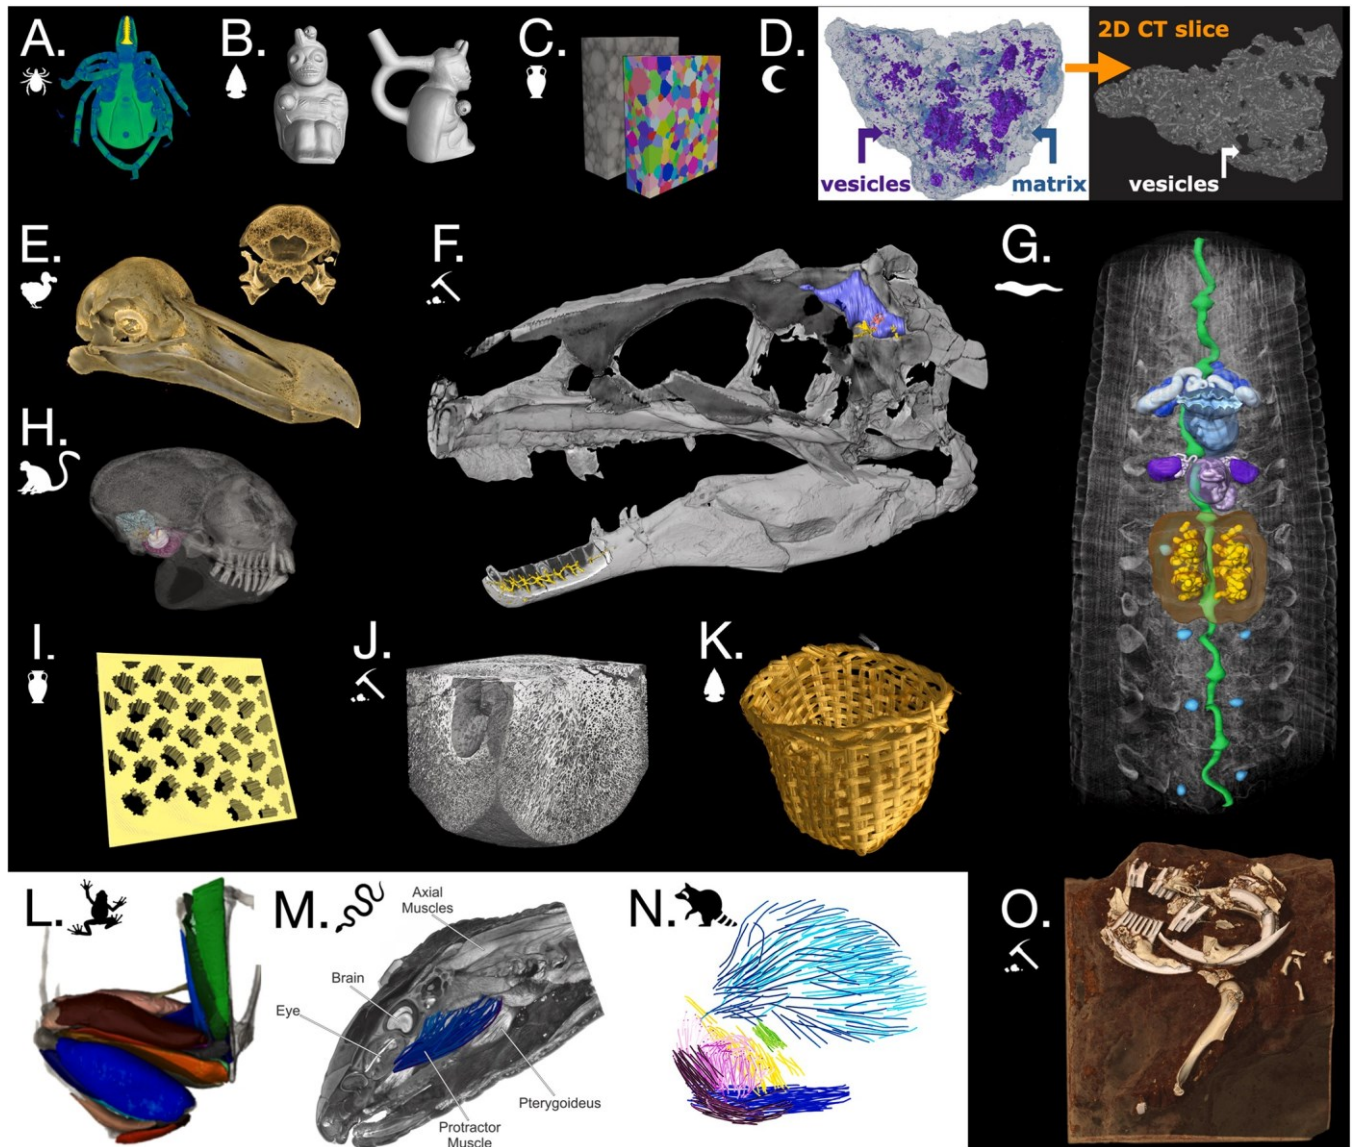 A.
B.
C.
D.
2D CT slice
vesicles
matrix
vesicles
E.
F.
G.
H.
I.
J.
K.
L.
M.
Axial
Muscles
Brain
Eye
Pterygoideus
Protractor
Muscle
N.
O.